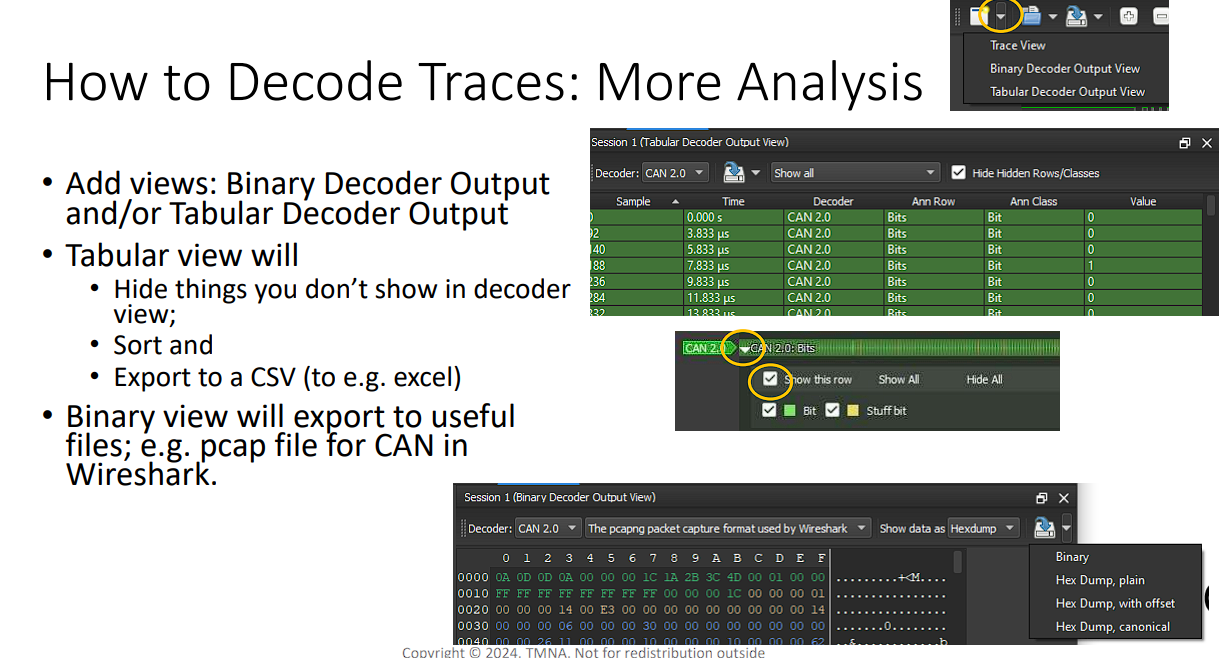 Trace View
Binary Decoder Output View
Tabular Decoder Output View
How to Decode Traces: More Analysis
• Add views: Binary Decoder Output
and/or Tabular Decoder Output
• Tabular view will
• Hide things you don’t show in decoder
view;
• Sort and
• Export to a CSV (to e.g. excel)
• Binary view will export to useful
files; e.g. pcap file for CAN in
Wireshark.
Session 1 (Tabular Decoder Output View)
Decoder: CAN 2.0 Show all Hide Hidden Rows/Classes
Sample Time Decoder Ann Row Ann Class Value
0 0.000 s CAN 2.0 Bits Bit 0
92 3.833 µs CAN 2.0 Bits Bit 0
140 5.833 µs CAN 2.0 Bits Bit 0
188 7.833 µs CAN 2.0 Bits Bit 1
236 9.833 µs CAN 2.0 Bits Bit 0
284 11.833 µs CAN 2.0 Bits Bit 0
332 13.833 µs CAN 2.0 Bits Bit 0
CAN 2.0 CAN 2.0: Bits
Show this row Show All Hide All
Bit Stuff bit
Session 1 (Binary Decoder Output View)
Decoder: CAN 2.0 The pcapng packet capture format used by Wireshark Show data as Hexdump
0 1 2 3 4 5 6 7 8 9 A B C D E F
0000 0A 0D 0D 0A 00 00 00 1C 1A 2B 3C 4D 00 01 00 00 .........+<M....
0010 FF FF FF FF FF FF FF FF 00 00 00 1C 00 00 00 01 ................
0020 00 00 00 14 00 E3 00 00 00 00 00 00 00 00 00 14 ................
0030 00 00 00 06 00 00 00 30 00 00 00 00 00 00 00 00 .......0........
0040 00 00 26 11 00 00 00 10 00 00 00 10 00 00 00 62 ..&............b
Binary
Hex Dump, plain
Hex Dump, with offset
Hex Dump, canonical
Copyright © 2024, TMNA. Not for redistribution outside